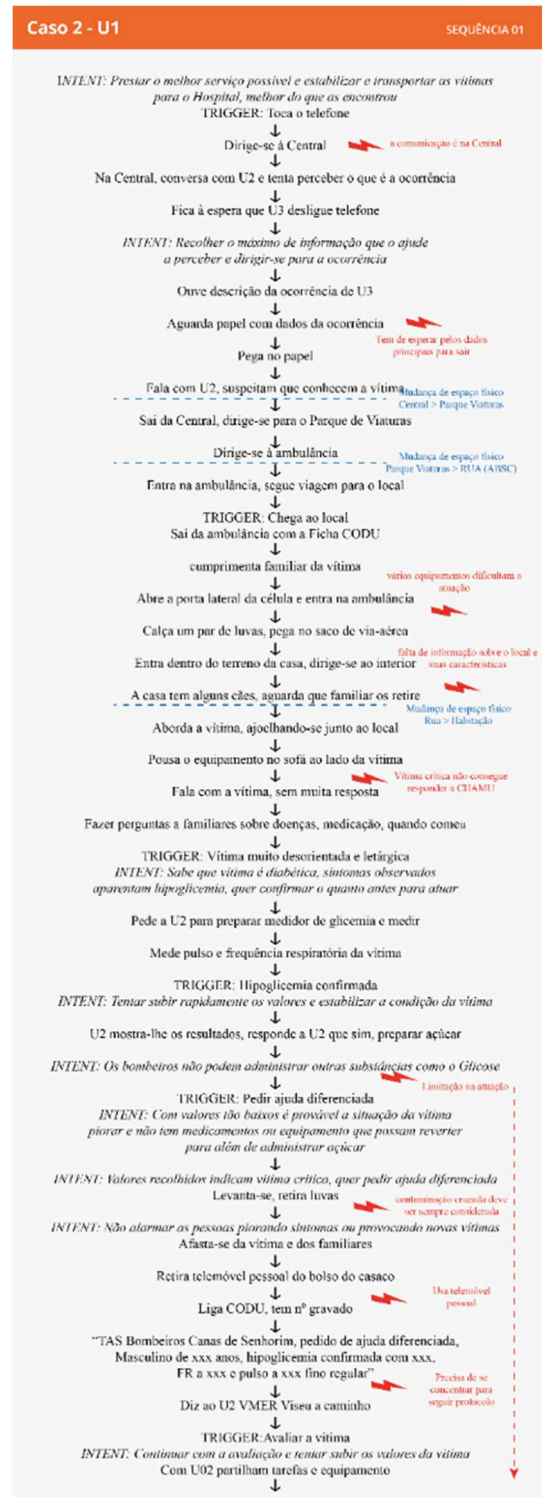 Caso 2 - U1
SEQUÊNCIA 01
INTENT: Prestar o melhor serviço possível e estabilizar e transportar as vítimas
para o Hospital, melhor do que as encontrou
TRIGGER: Toca o telefone
↓
Dirige-se à Central
a comunicação é na Central
↓
Na Central, conversa com U2 e tenta perceber o que é a ocorrência
↓
Fica à espera que U3 desligue telefone
↓
INTENT: Recolher o máximo de informação que o ajude
a perceber e dirigir-se para a ocorrência
↓
Ouve descrição da ocorrência de U3
↓
Aguarda papel com dados da ocorrência
Tem de esperar pelos dados
principais para sair
↓
Pega no papel
↓
Fala com U2, suspeitam que conhecem a vítima
Mudança de espaço físico
Central > Parque Viaturas
↓
Sai da Central, dirige-se para o Parque de Viaturas
↓
Dirige-se à ambulância
Mudança de espaço físico
Parque Viaturas > RUA (ABSC)
↓
Entra na ambulância, segue viagem para o local
↓
TRIGGER: Chega ao local
Sai da ambulância com a Ficha CODU
↓
cumprimenta familiar da vítima
vários equipamentos dificultam a
atuação
↓
Abre a porta lateral da célula e entra na ambulância
↓
Calça um par de luvas, pega no saco de via-aérea
↓
falta de informação sobre o local e
suas características
Entra dentro do terreno da casa, dirige-se ao interior
↓
A casa tem alguns cães, aguarda que familiar os retire
Mudança de espaço físico
Rua > Habitação
↓
Aborda a vítima, ajoelhando-se junto ao local
↓
Pousa o equipamento no sofá ao lado da vítima
↓
Fala com a vítima, sem muita resposta
Vítima crítica não consegue
responder a CHAMU
↓
Fazer perguntas a familiares sobre doenças, medicação, quando comeu
↓
TRIGGER: Vítima muito desorientada e letárgica
INTENT: Sabe que vítima é diabética, sintomas observados
aparentam hipoglicemia, quer confirmar o quanto antes para atuar
↓
Pede a U2 para preparar medidor de glicemia e medir
↓
Mede pulso e frequência respiratória da vítima
↓
TRIGGER: Hipoglicemia confirmada
INTENT: Tentar subir rapidamente os valores e estabilizar a condição da vítima
↓
U2 mostra-lhe os resultados, responde a U2 que sim, preparar açúcar
↓
INTENT: Os bombeiros não podem administrar outras substâncias como o Glicose
Limitação na atuação
↓
TRIGGER: Pedir ajuda diferenciada
INTENT: Com valores tão baixos é provável a situação da vítima
piorar e não tem medicamentos ou equipamento que possam reverter
para além de administrar açúcar
↓
INTENT: Valores recolhidos indicam vítima crítica, quer pedir ajuda diferenciada
Levanta-se, retira luvas
contaminação cruzada deve
ser sempre considerada
↓
INTENT: Não alarmar as pessoas piorando sintomas ou provocando novas vítimas
Afasta-se da vítima e dos familiares
↓
Retira telemóvel pessoal do bolso do casaco
Usa telemóvel
pessoal
↓
Liga CODU, tem nº gravado
↓
“TAS Bombeiros Canas de Senhorim, pedido de ajuda diferenciada,
Masculino de xxx anos, hipoglicemia confirmada com xxx,
FR a xxx e pulso a xxx fino regular”
Precisa de se
concentrar para
seguir protocolo
↓
Diz ao U2 VMER Viseu a caminho
↓
TRIGGER:Avaliar a vítima
INTENT: Continuar com a avaliação e tentar subir os valores da vítima
Com U02 partilham tarefas e equipamento
↓